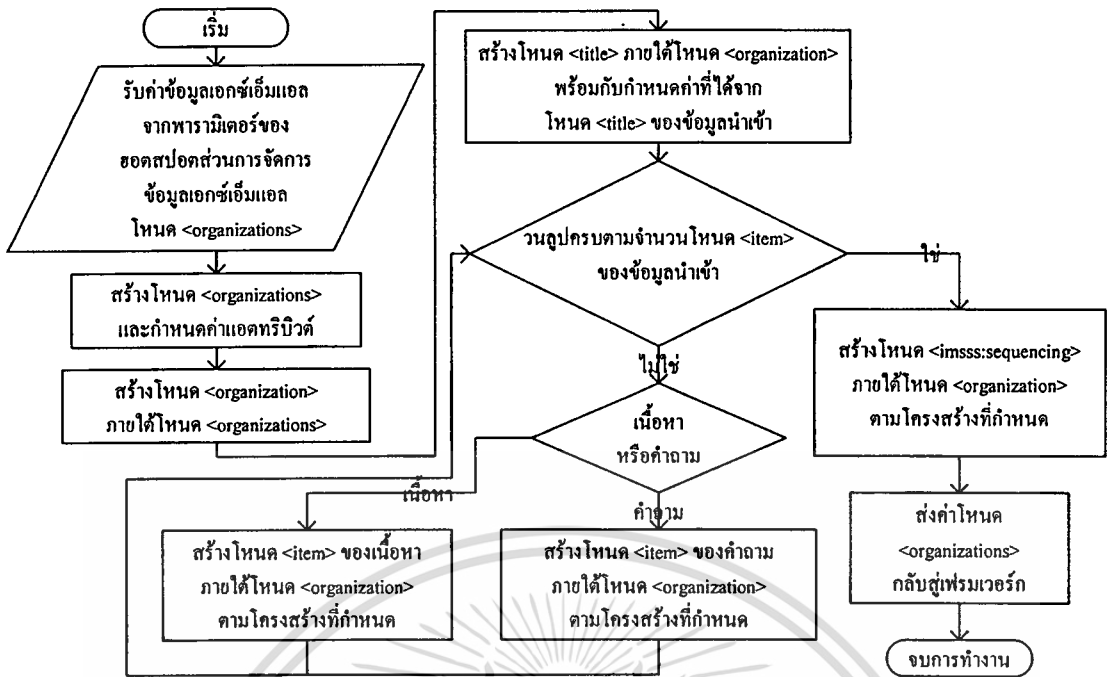 เริ่ม
รับค่าข้อมูลเอกซ์เอ็มแอล
จากพารามิเตอร์ของ
ฮอตสปอตส่วนการจัดการ
ข้อมูลเอกซ์เอ็มแอล
โหนด <organizations>
สร้างโหนด <organizations>
และกำหนดค่าแอตทริบิวต์
สร้างโหนด <organization>
ภายใต้โหนด <organizations>
สร้างโหนด <title> ภายใต้โหนด <organization>
พร้อมกับกำหนดค่าที่ได้จาก
โหนด <title> ของข้อมูลนำเข้า
วนลูปครบตามจำนวนโหนด <item>
ของข้อมูลนำเข้า
ใช่
ไม่ใช่
เนื้อหา
หรือคำถาม
เนื้อหา
คำถาม
สร้างโหนด <item> ของเนื้อหา
ภายใต้โหนด <organization>
ตามโครงสร้างที่กำหนด
สร้างโหนด <item> ของคำถาม
ภายใต้โหนด <organization>
ตามโครงสร้างที่กำหนด
สร้างโหนด <imsss:sequencing>
ภายใต้โหนด <organization>
ตามโครงสร้างที่กำหนด
ส่งค่าโหนด
<organizations>
กลับสู่เฟรมเวอร์ก
จบการทำงาน